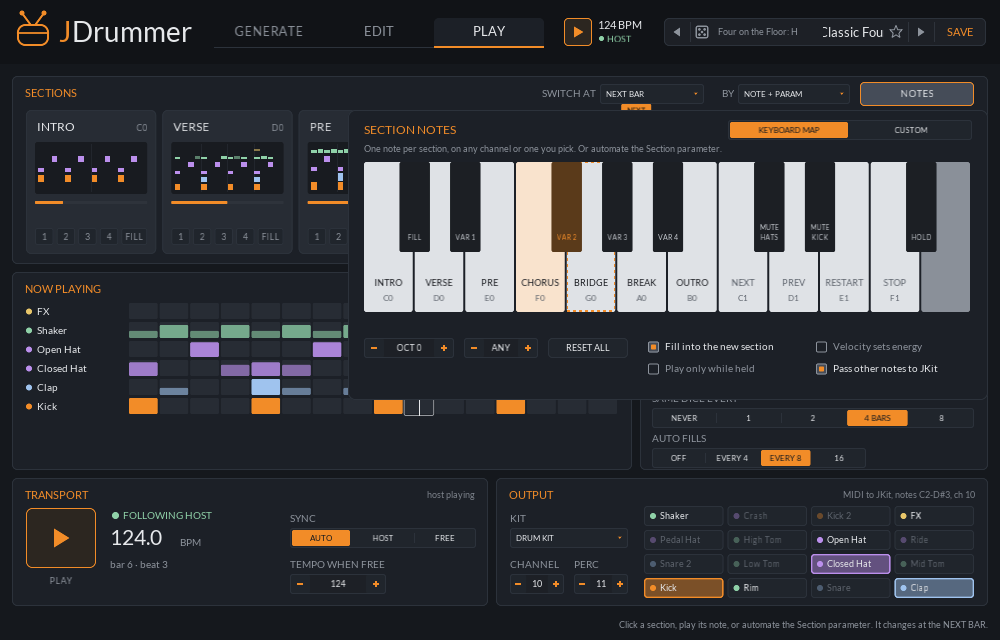 JDrummer
GENERATE
EDIT
PLAY
124 BPM
HOST
Four on the Floor: H
Classic Fou
SAVE
SECTIONS
SWITCH AT
NEXT BAR
BY
NOTE + PARAM
NOTES
INTRO C0
VERSE D0
PRE
1 2 3 4 FILL
1 2 3 4 FILL
1 2
SECTION NOTES
KEYBOARD MAP
CUSTOM
One note per section, on any channel or one you pick. Or automate the Section parameter.
FILL
VAR 1
VAR 2
VAR 3
VAR 4
MUTE HATS
MUTE KICK
HOLD
INTRO
VERSE
PRE
CHORUS
BRIDGE
BREAK
OUTRO
NEXT
PREV
RESTART
STOP
C0
D0
E0
F0
G0
A0
B0
C1
D1
E1
F1
− OCT 0 +
− ANY +
RESET ALL
Fill into the new section
Velocity sets energy
Play only while held
Pass other notes to JKit
NOW PLAYING
FX
Shaker
Open Hat
Closed Hat
Clap
Kick
NEVER 1 2 4 BARS 8
AUTO FILLS
OFF EVERY 4 EVERY 8 16
TRANSPORT
host playing
PLAY
FOLLOWING HOST
124.0 BPM
bar 6 · beat 3
SYNC
AUTO HOST FREE
TEMPO WHEN FREE
− 124 +
OUTPUT
MIDI to JKit, notes C2-D#3, ch 10
KIT
DRUM KIT
CHANNEL
PERC
− 10 +
− 11 +
Shaker
Crash
Kick 2
FX
Pedal Hat
High Tom
Open Hat
Ride
Snare 2
Low Tom
Closed Hat
Mid Tom
Kick
Rim
Snare
Clap
Click a section, play its note, or automate the Section parameter. It changes at the NEXT BAR.